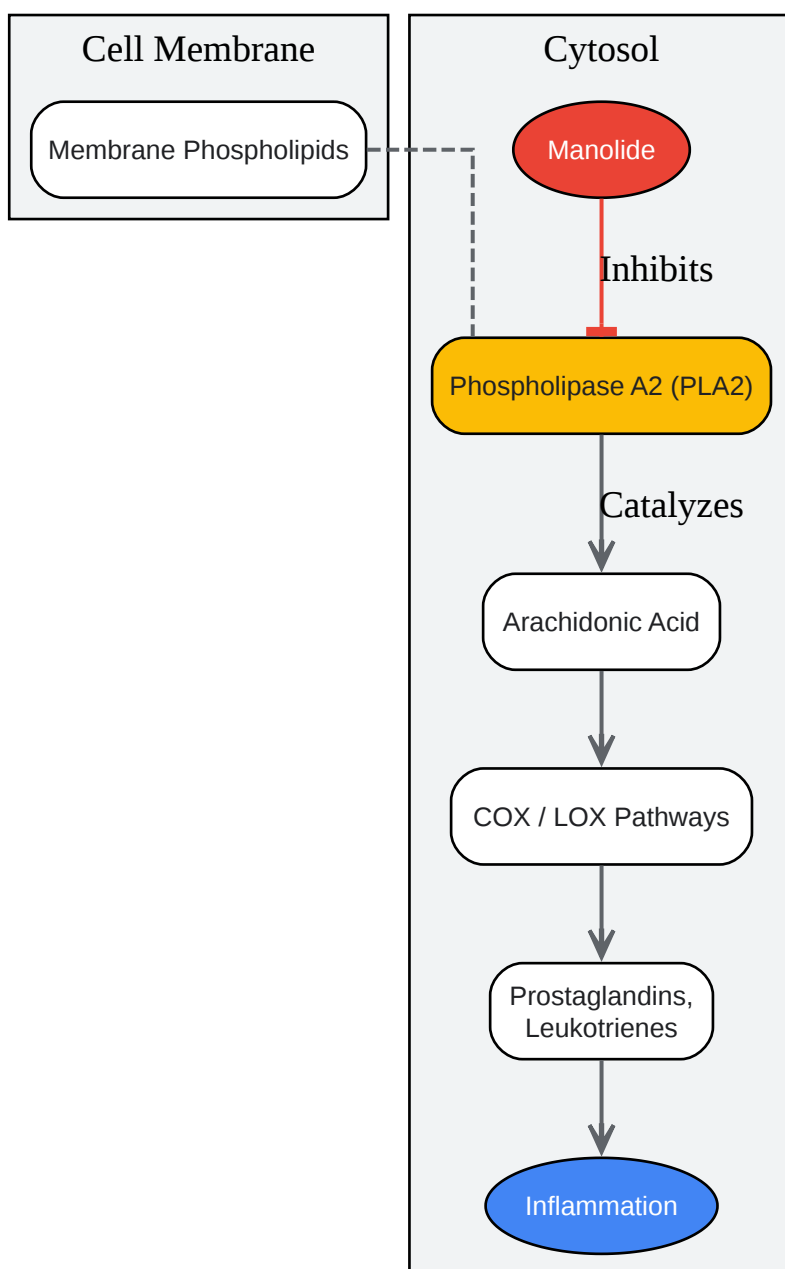 Cell Membrane
Membrane Phospholipids
Cytosol
Manolide
Inhibits
Phospholipase A2 (PLA2)
Catalyzes
Arachidonic Acid
COX / LOX Pathways
Prostaglandins,
Leukotrienes
Inflammation